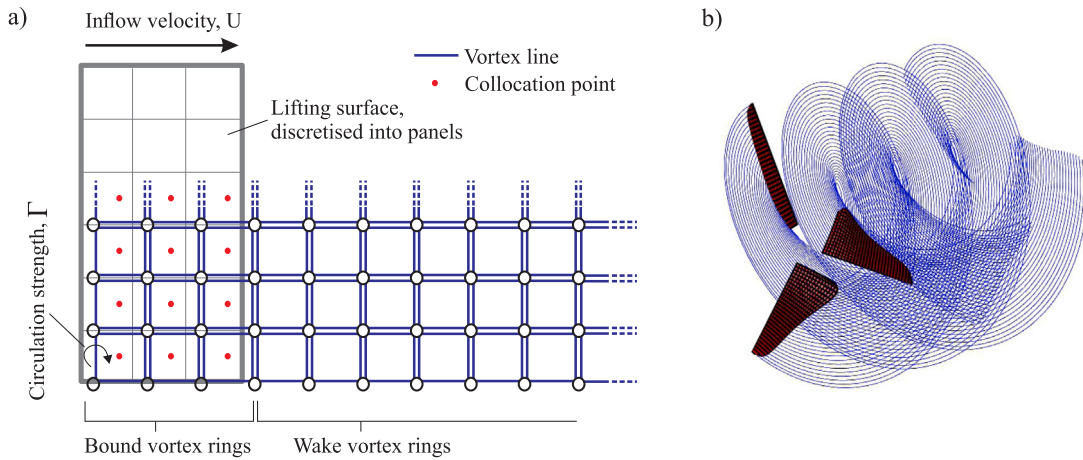 a)
Inflow velocity, U
Vortex line
Collocation point
Lifting surface,
discretised into panels
Circulation strength, Γ
Bound vortex rings
Wake vortex rings
b)